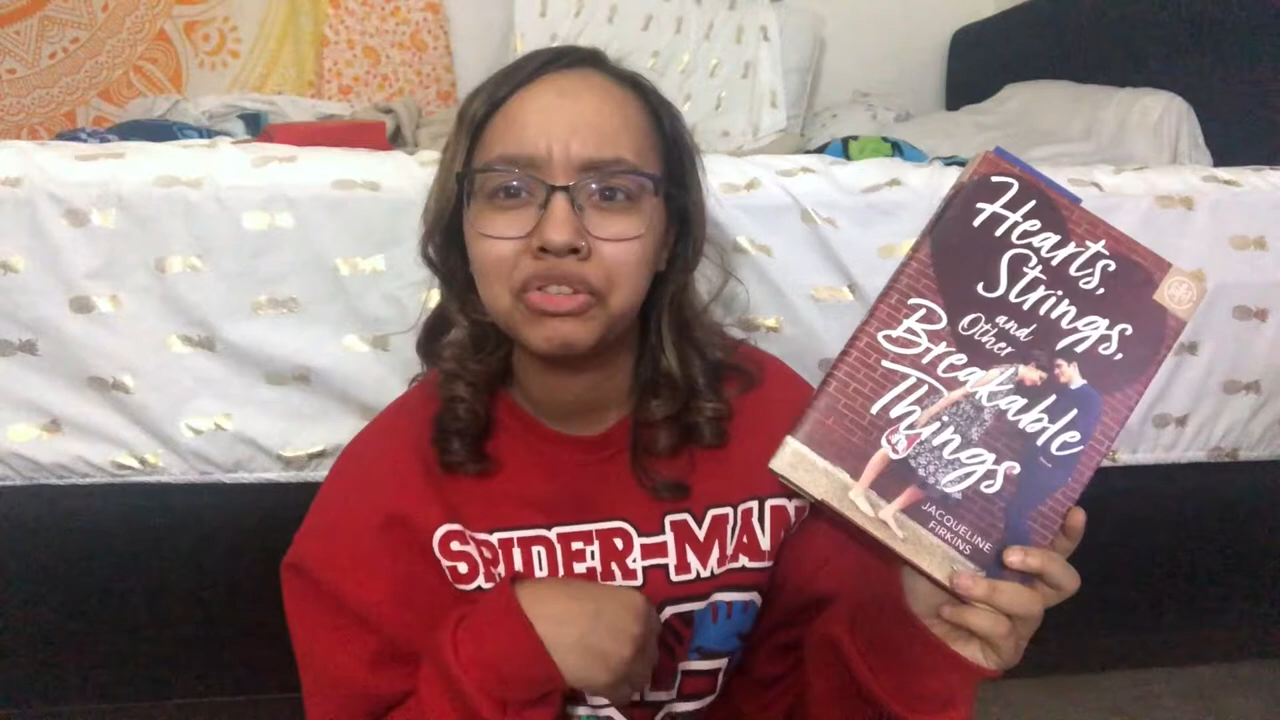 Hearts,
Strings,
and
Other
Breakable
Things
JACQUELINE
FIRKINS
SPIDER-MAN